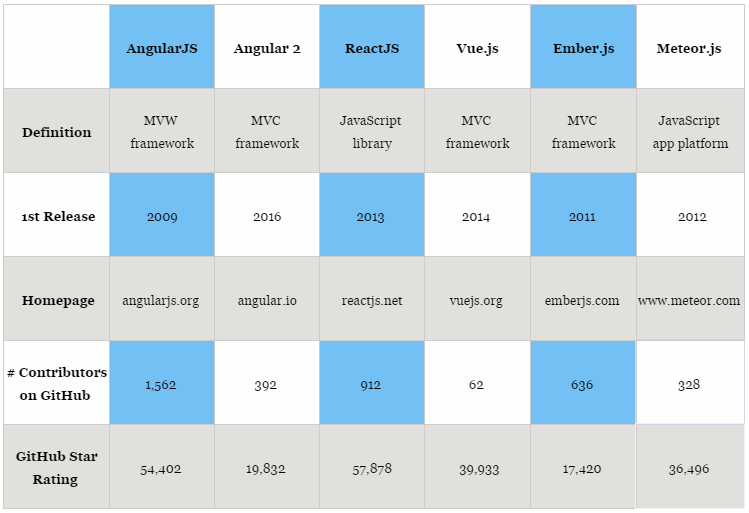 AngularJS Angular 2 ReactJS Vue.js Ember.js Meteor.js
Definition
MVW framework
MVC framework
JavaScript library
MVC framework
MVC framework
JavaScript app platform
1st Release 2009 2016 2013 2014 2011 2012
Homepage angularjs.org angular.io reactjs.net vuejs.org emberjs.com www.meteor.com
# Contributors on GitHub 1,562 392 912 62 636 328
GitHub Star Rating 54,402 19,832 57,878 39,933 17,420 36,496